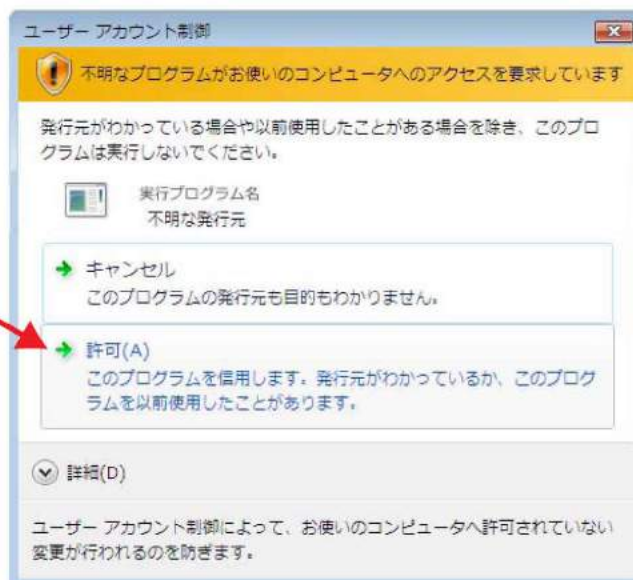 ユーザー アカウント制御
不明なプログラムがお使いのコンピュータへのアクセスを要求しています
発行元がわかっている場合や以前使用したことがある場合を除き、このプロ
グラムは実行しないでください。
実行プログラム名
不明な発行元
キャンセル
このプログラムの発行元も目的もわかりません。
許可(A)
このプログラムを信用します。発行元がわかっているか、このプログ
ラムを以前使用したことがあります。
詳細(D)
ユーザー アカウント制御によって、お使いのコンピュータへ許可されていない
変更が行われるのを防ぎます。